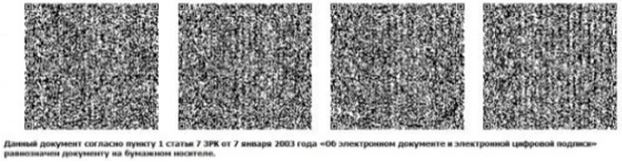 Данный документ согласно пункту 1 статьи 7 ЗРК от 7 января 2003 года «Об электронном документе и электронной цифровой подписи»
равнозначен документу на бумажном носителе.